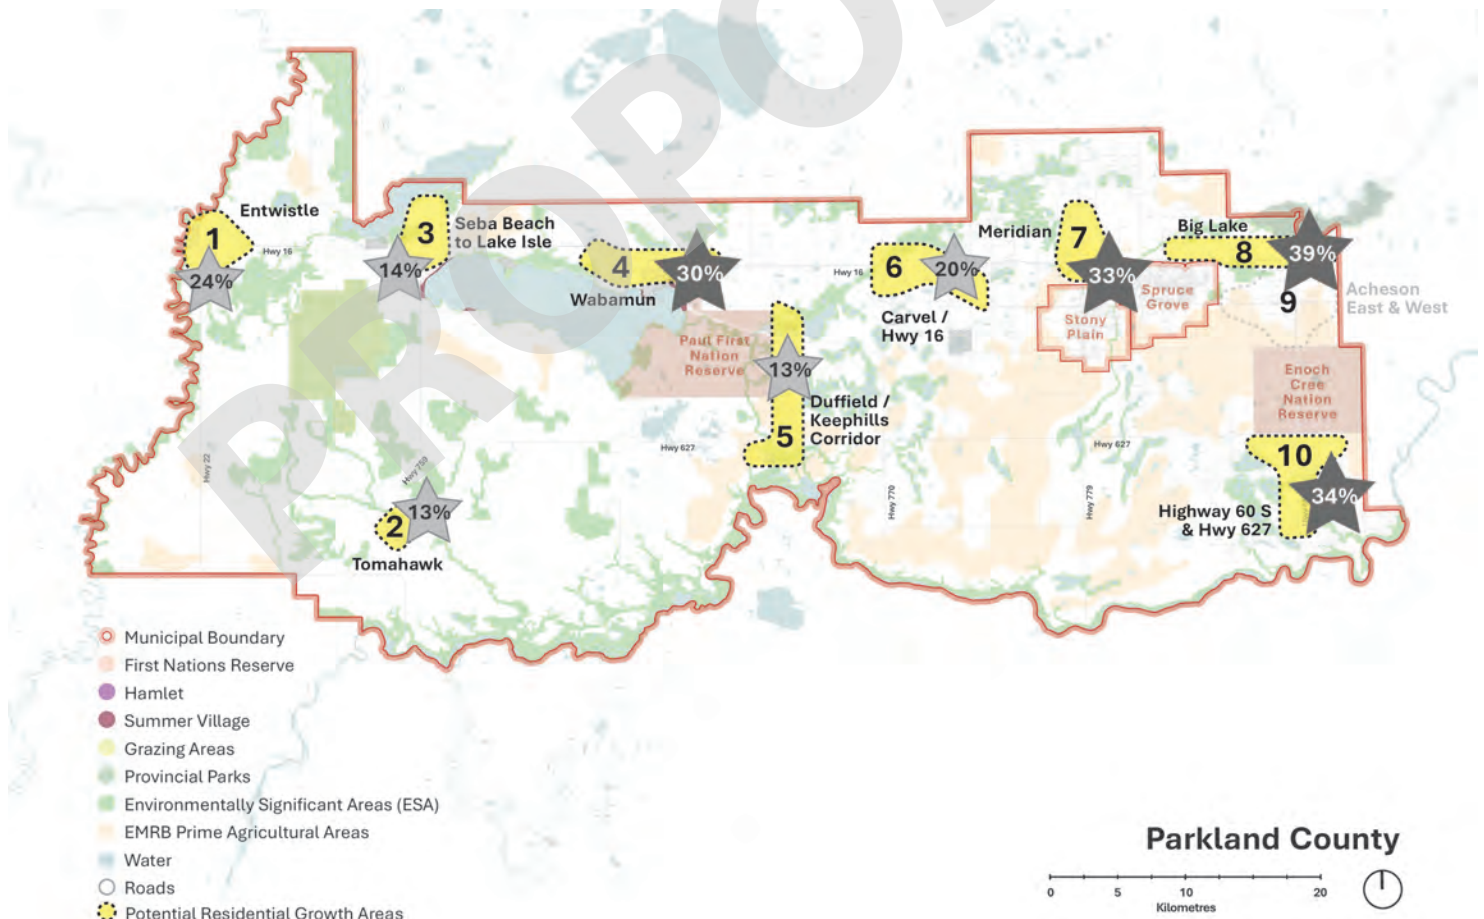 PROPOS
1
Entwistle
Hwy 16
24%
3
Seba Beach
to Lake Isle
14%
4
30%
Wabamun
Paul First
Nation
Reserve
13%
Duffield /
Keephills
Corridor
5
Hwy 627
Hwy 16
6
20%
Carvel /
Hwy 16
Meridian
7
33%
Stony
Plain
Spruce
Grove
Big Lake
8
39%
9
Acheson
East & West
Enoch
Cree
Nation
Reserve
Hwy 627
10
34%
Highway 60 S
& Hwy 627
Hwy 22
Hwy 759
2
13%
Tomahawk
Hwy 770
Hwy 779
Municipal Boundary
First Nations Reserve
Hamlet
Summer Village
Grazing Areas
Provincial Parks
Environmentally Significant Areas (ESA)
EMRB Prime Agricultural Areas
Water
Roads
Potential Residential Growth Areas
Parkland County
0 5 10 20
Kilometres